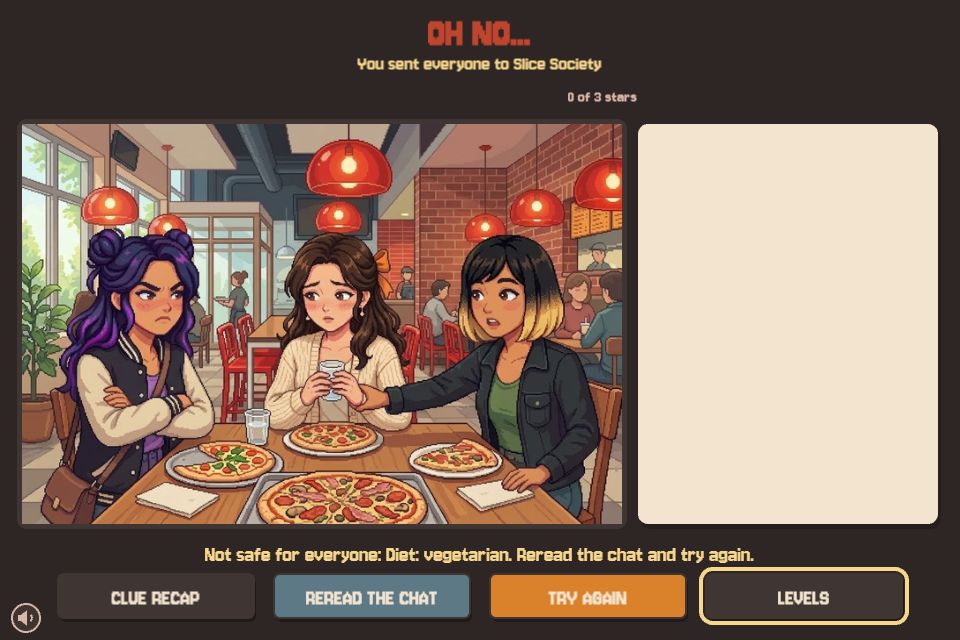 OH NO...
You sent everyone to Slice Society
0 of 3 stars
Not safe for everyone: Diet: vegetarian. Reread the chat and try again.
CLUE RECAP
REREAD THE CHAT
TRY AGAIN
LEVELS